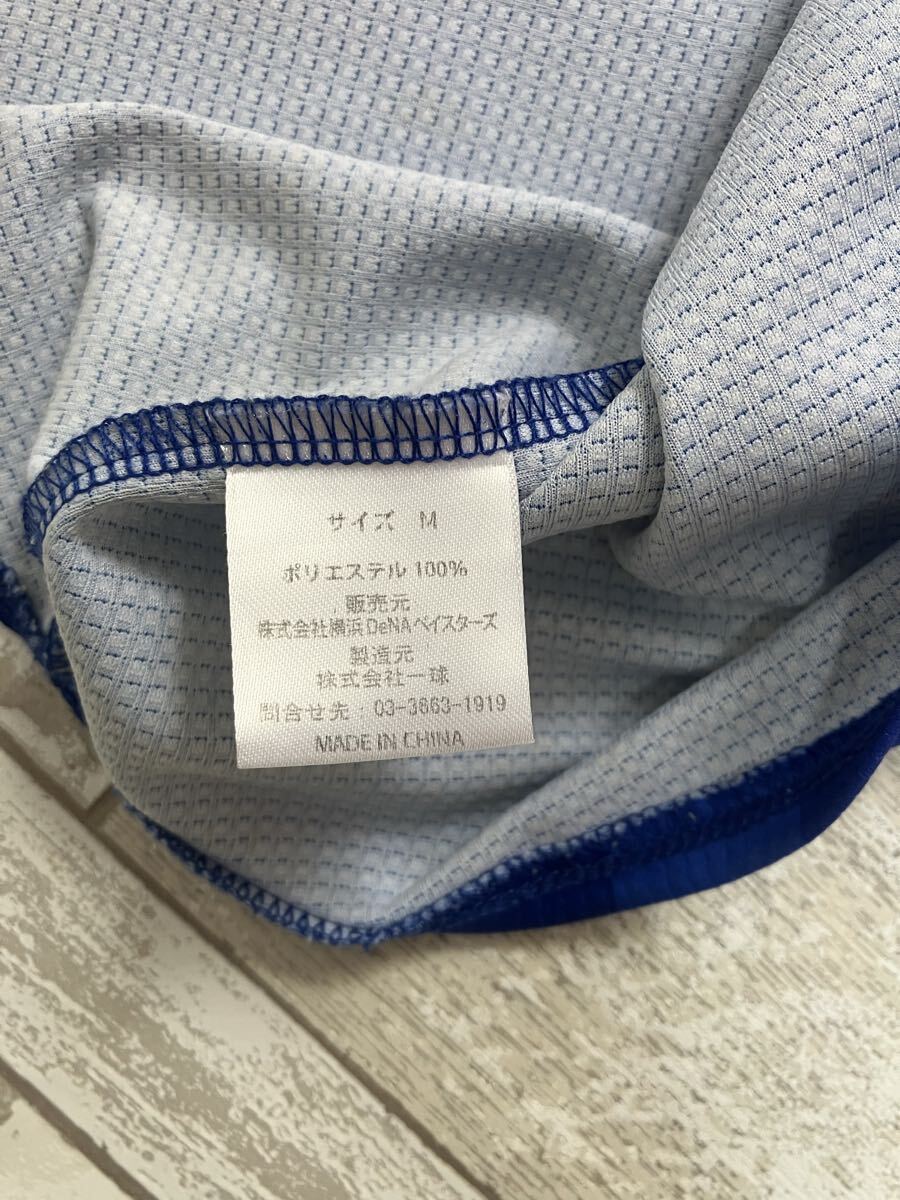 サイズ M
ポリエステル 100%
販売元
株式会社横浜DeNAベイスターズ
製造元
株式会社一球
問合せ先：03-3663-1919
MADE IN CHINA